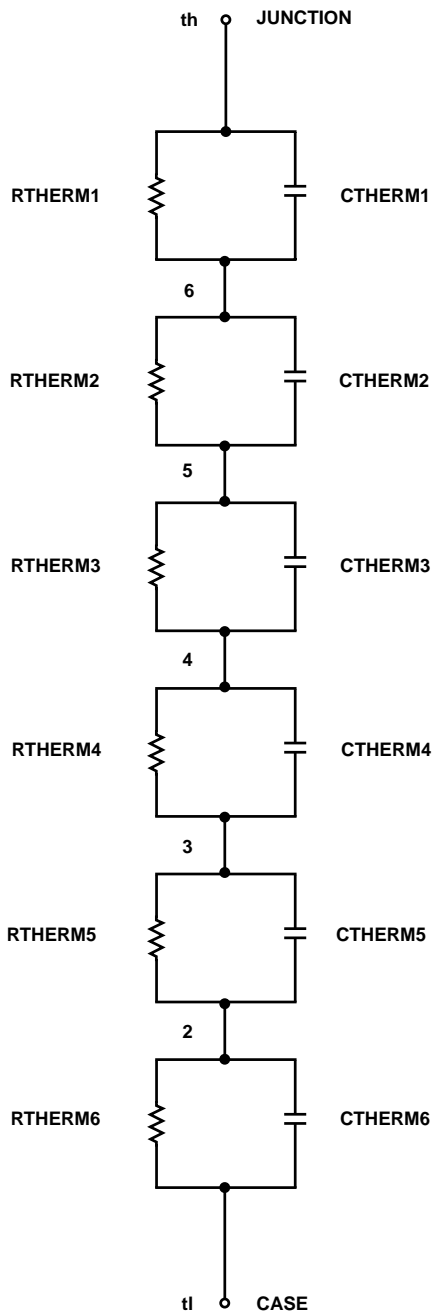 th JUNCTION
RTHERM1 CTHERM1
6
RTHERM2 CTHERM2
5
RTHERM3 CTHERM3
4
RTHERM4 CTHERM4
3
RTHERM5 CTHERM5
2
RTHERM6 CTHERM6
tl CASE